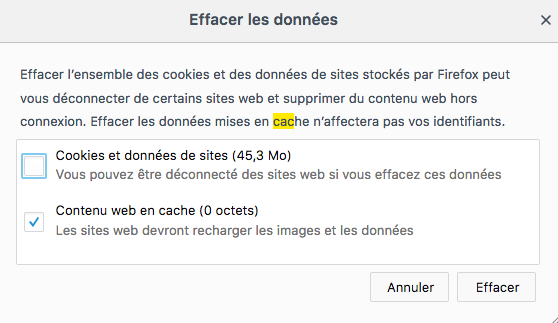 Effacer les données
Effacer l’ensemble des cookies et des données de sites stockés par Firefox peut
vous déconnecter de certains sites web et supprimer du contenu web hors
connexion. Effacer les données mises en cache n’affectera pas vos identifiants.
Cookies et données de sites (45,3 Mo)
Vous pouvez être déconnecté des sites web si vous effacez ces données
Contenu web en cache (0 octets)
Les sites web devront recharger les images et les données
Annuler
Effacer